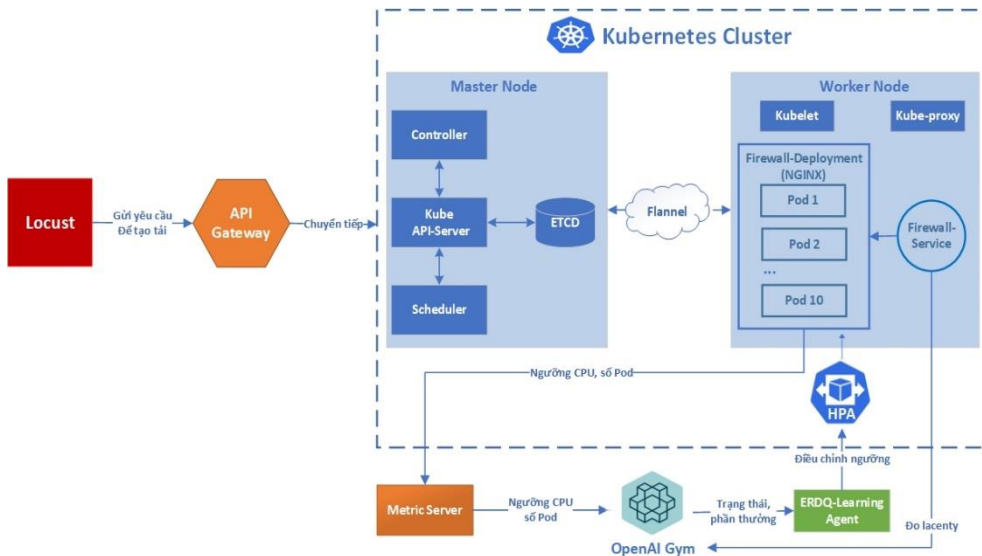 Kubernetes Cluster
Master Node
Worker Node
Controller
Kubelet
Kube-proxy
Firewall-Deployment
(NGINX)
Pod 1
Locust
Gửi yêu cầu
Để tạo tải
API
Gateway
Chuyển tiếp
Kube
API-Server
ETCD
Flannel
Firewall-
Service
Pod 2
...
Pod 10
Scheduler
Ngưỡng CPU, số Pod
HPA
Điều chỉnh ngưỡng
Metric Server
Ngưỡng CPU
số Pod
Trạng thái,
phần thưởng
ERDQ-Learning
Agent
Đo lacenty
OpenAI Gym